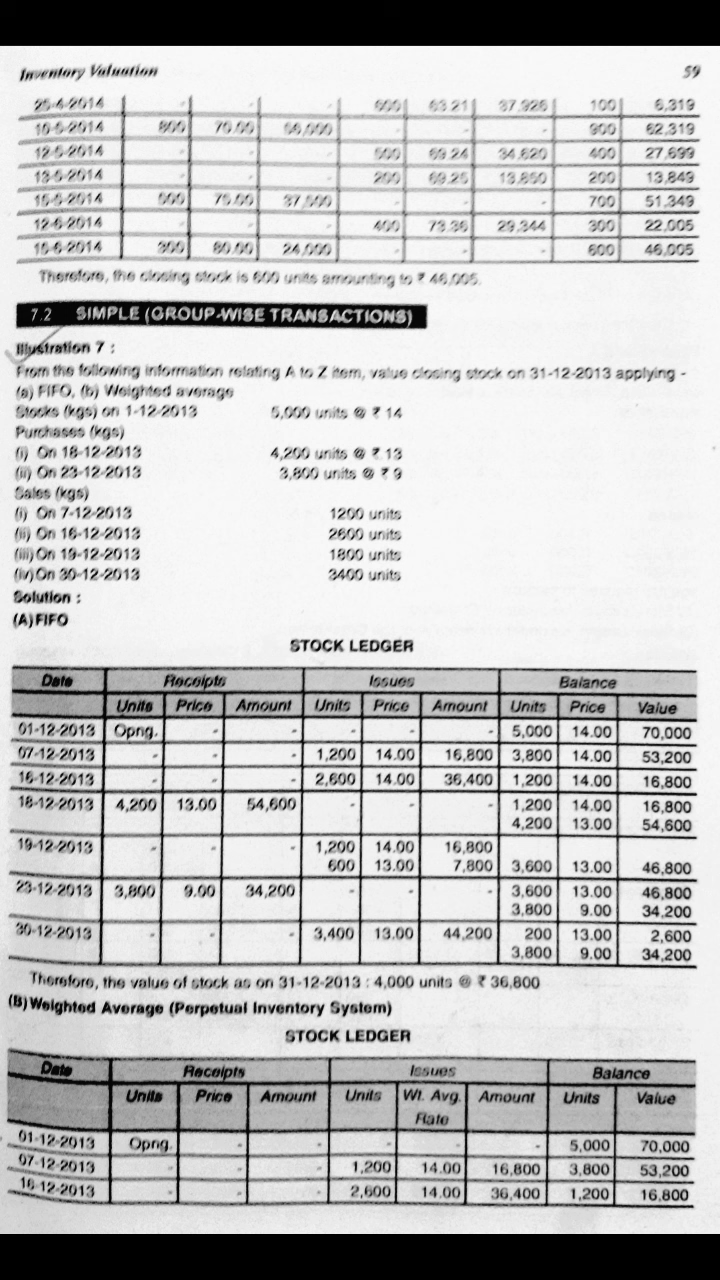 Inventory Valuation 59
25-4-2014 - - - 600 63.21 37,926 100 6,319
10-5-2014 800 70.00 56,000 - - - 900 62,319
12-5-2014 - - - 500 69.24 34,620 400 27,699
13-5-2014 - - - 200 69.25 13,850 200 13,849
15-5-2014 500 75.00 37,500 - - - 700 51,349
12-6-2014 - - - 400 73.36 29,344 300 22,005
15-6-2014 300 80.00 24,000 - - - 600 46,005
Therefore, the closing stock is 600 units amounting to ₹ 46,005.
7.2 SIMPLE (GROUP-WISE TRANSACTIONS)
Illustration 7 :
From the following information relating A to Z item, value closing stock on 31-12-2013 applying -
(a) FIFO, (b) Weighted average
Stocks (kgs) on 1-12-2013 5,000 units @ ₹ 14
Purchases (kgs)
(i) On 18-12-2013 4,200 units @ ₹ 13
(ii) On 23-12-2013 3,800 units @ ₹ 9
Sales (kgs)
(i) On 7-12-2013 1200 units
(ii) On 16-12-2013 2600 units
(iii) On 19-12-2013 1800 units
(iv) On 30-12-2013 3400 units
Solution :
(A) FIFO
STOCK LEDGER
Date Receipts Issues Balance
Units Price Amount Units Price Amount Units Price Value
01-12-2013 Opng. - - - - - 5,000 14.00 70,000
07-12-2013 - - - 1,200 14.00 16,800 3,800 14.00 53,200
16-12-2013 - - - 2,600 14.00 36,400 1,200 14.00 16,800
18-12-2013 4,200 13.00 54,600 - - - 1,200 14.00 16,800
4,200 13.00 54,600
19-12-2013 - - - 1,200 14.00 16,800
600 13.00 7,800 3,600 13.00 46,800
23-12-2013 3,800 9.00 34,200 - - - 3,600 13.00 46,800
3,800 9.00 34,200
30-12-2013 - - - 3,400 13.00 44,200 200 13.00 2,600
3,800 9.00 34,200
Therefore, the value of stock as on 31-12-2013 : 4,000 units @ ₹ 36,800
(B) Weighted Average (Perpetual Inventory System)
STOCK LEDGER
Date Receipts Issues Balance
Units Price Amount Units Wt. Avg. Amount Units Value
Rate
01-12-2013 Opng. - - - - - 5,000 70,000
07-12-2013 - - - 1,200 14.00 16,800 3,800 53,200
16-12-2013 - - - 2,600 14.00 36,400 1,200 16,800